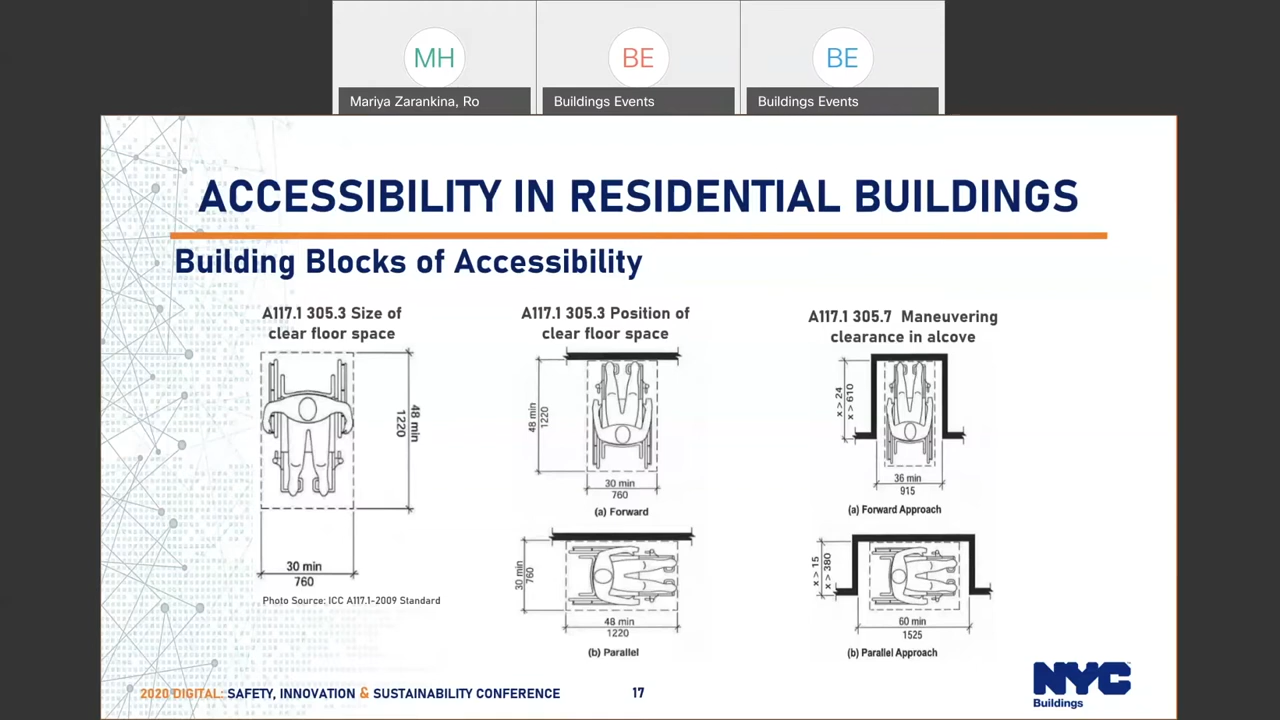 MH
BE
BE
Mariya Zarankina, Ro
Buildings Events
Buildings Events
ACCESSIBILITY IN RESIDENTIAL BUILDINGS
Building Blocks of Accessibility
A117.1 305.3 Size of
clear floor space
48 min
1220
30 min
760
Photo Source: ICC A117.1-2009 Standard
A117.1 305.3 Position of
clear floor space
48 min
1220
30 min
760
(a) Forward
30 min
760
48 min
1220
(b) Parallel
A117.1 305.7 Maneuvering
clearance in alcove
x > 24
x > 610
36 min
915
(a) Forward Approach
x > 15
x > 380
60 min
1525
(b) Parallel Approach
2020 DIGITAL: SAFETY, INNOVATION & SUSTAINABILITY CONFERENCE
17
NYC
Buildings